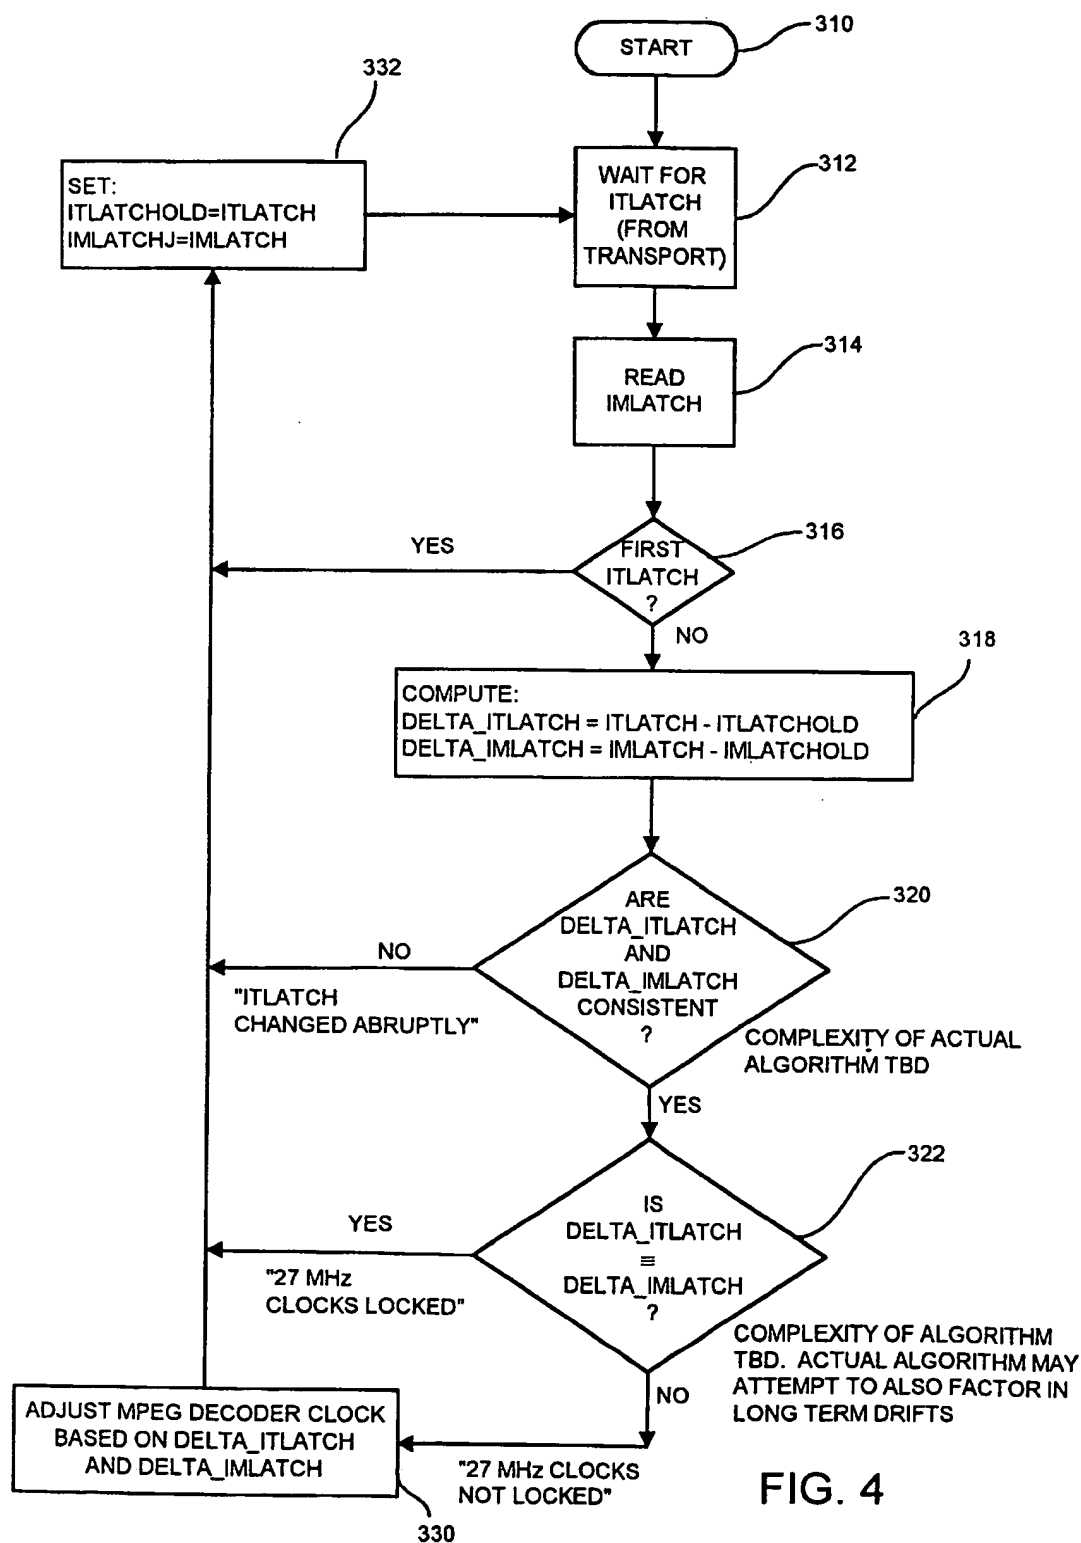 310
START
332
312
WAIT FOR
ITLATCH
(FROM
TRANSPORT)
SET:
ITLATCHOLD=ITLATCH
IMLATCHJ=IMLATCH
314
READ
IMLATCH
316
YES
FIRST
ITLATCH
?
NO
318
COMPUTE:
DELTA_ITLATCH = ITLATCH - ITLATCHOLD
DELTA_IMLATCH = IMLATCH - IMLATCHOLD
320
ARE
DELTA_ITLATCH
AND
DELTA_IMLATCH
CONSISTENT
?
NO
"ITLATCH
CHANGED ABRUPTLY"
COMPLEXITY OF ACTUAL
ALGORITHM TBD
YES
322
IS
DELTA_ITLATCH
≡
DELTA_IMLATCH
?
YES
"27 MHz
CLOCKS LOCKED"
COMPLEXITY OF ALGORITHM
TBD. ACTUAL ALGORITHM MAY
ATTEMPT TO ALSO FACTOR IN
LONG TERM DRIFTS
NO
ADJUST MPEG DECODER CLOCK
BASED ON DELTA_ITLATCH
AND DELTA_IMLATCH
"27 MHz CLOCKS
NOT LOCKED"
330
FIG. 4